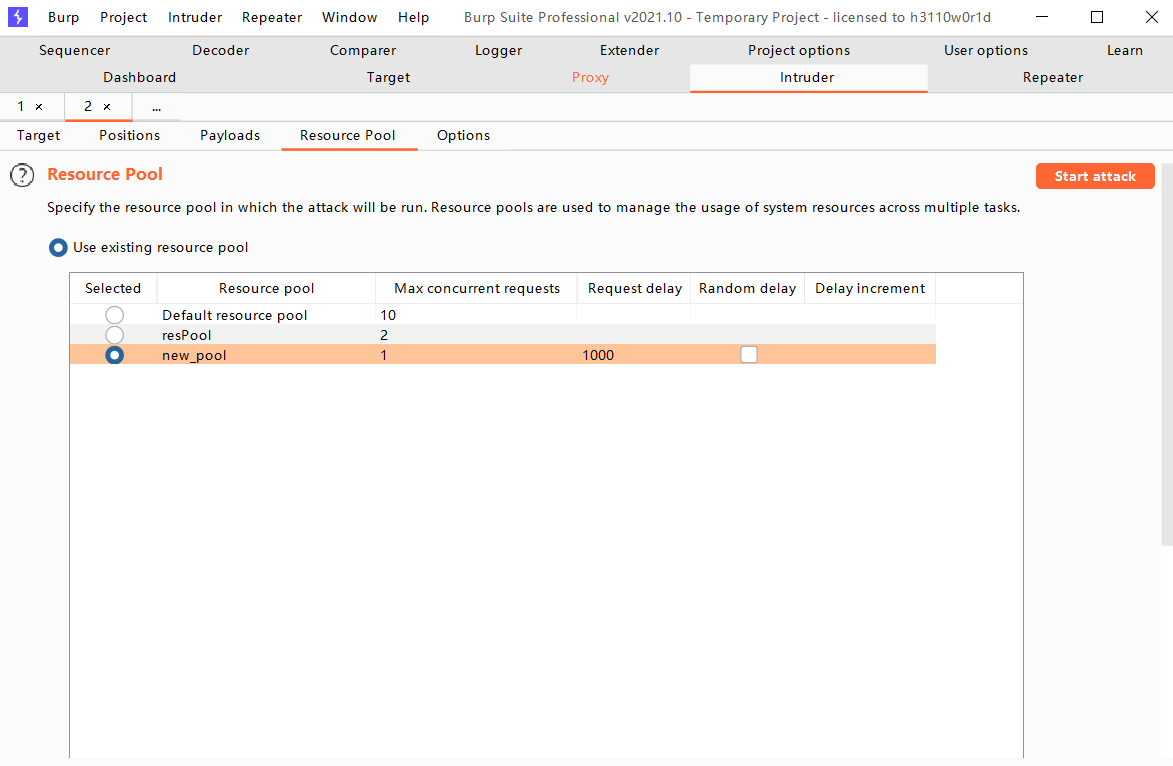 Burp Project Intruder Repeater Window Help Burp Suite Professional v2021.10 - Temporary Project - licensed to h3110w0r1d
Sequencer Decoder Comparer Logger Extender Project options User options Learn
Dashboard Target Proxy Intruder Repeater
1 × 2 × ...
Target Positions Payloads Resource Pool Options
? Resource Pool Start attack
Specify the resource pool in which the attack will be run. Resource pools are used to manage the usage of system resources across multiple tasks.
Use existing resource pool
Selected Resource pool Max concurrent requests Request delay Random delay Delay increment
Default resource pool 10
resPool 2
new_pool 1 1000